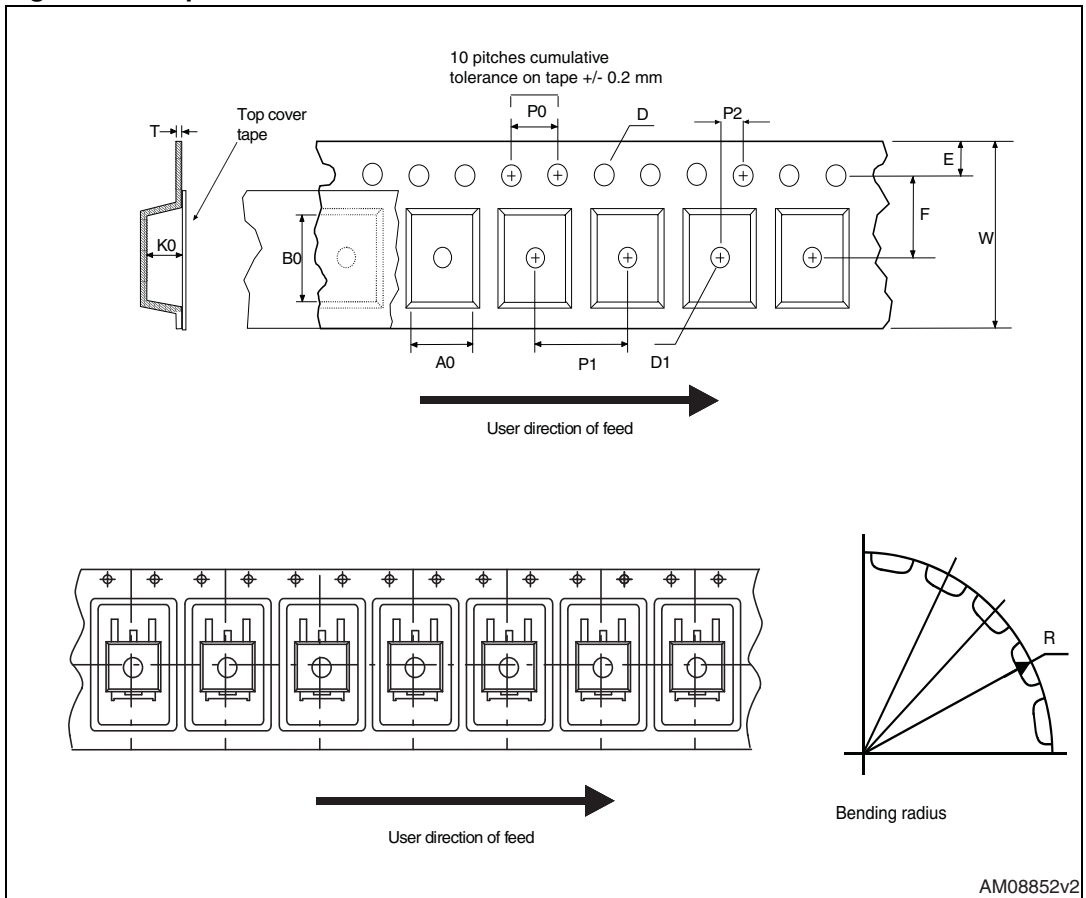 10 pitches cumulative
tolerance on tape +/- 0.2 mm
Top cover
tape
T
P0
D
P2
E
F
W
K0
B0
A0
P1
D1
User direction of feed
R
Bending radius
User direction of feed
AM08852v2